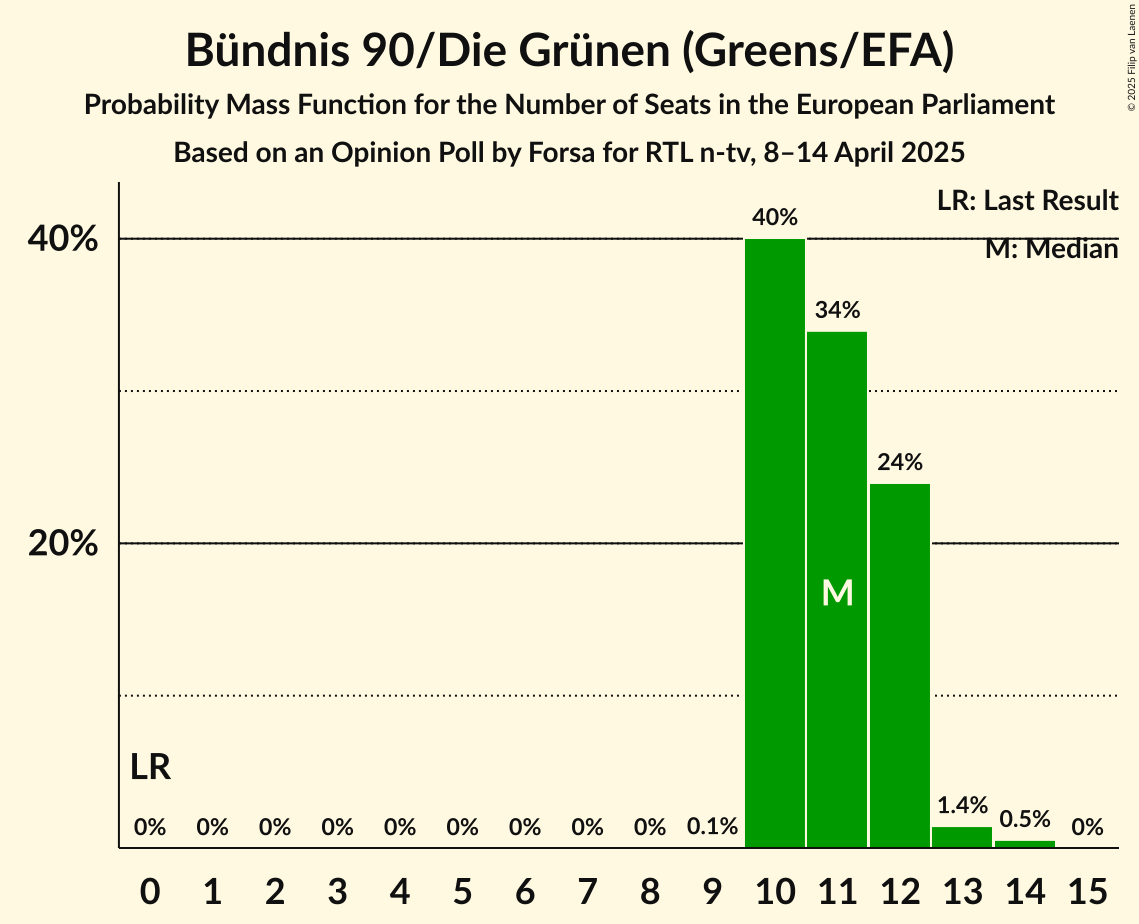 Bündnis 90/Die Grünen (Greens/EFA)
Probability Mass Function for the Number of Seats in the European Parliament
Based on an Opinion Poll by Forsa for RTL n-tv, 8–14 April 2025
© 2025 Filip van Laenen
LR: Last Result
M: Median
40%
20%
40%
34%
24%
M
LR
0% 0% 0% 0% 0% 0% 0% 0% 0% 0.1% 1.4% 0.5% 0%
0 1 2 3 4 5 6 7 8 9 10 11 12 13 14 15